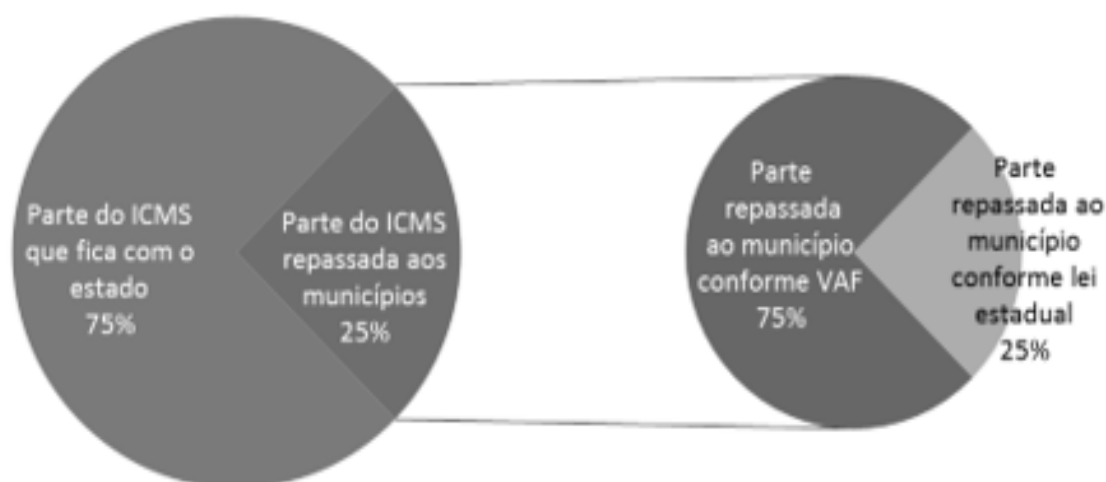 Parte do ICMS
que fica com o
estado
75%
Parte do ICMS
repassada aos
municípios
25%
Parte
repassada
ao município
conforme VAF
75%
Parte
repassada ao
município
conforme lei
estadual
25%